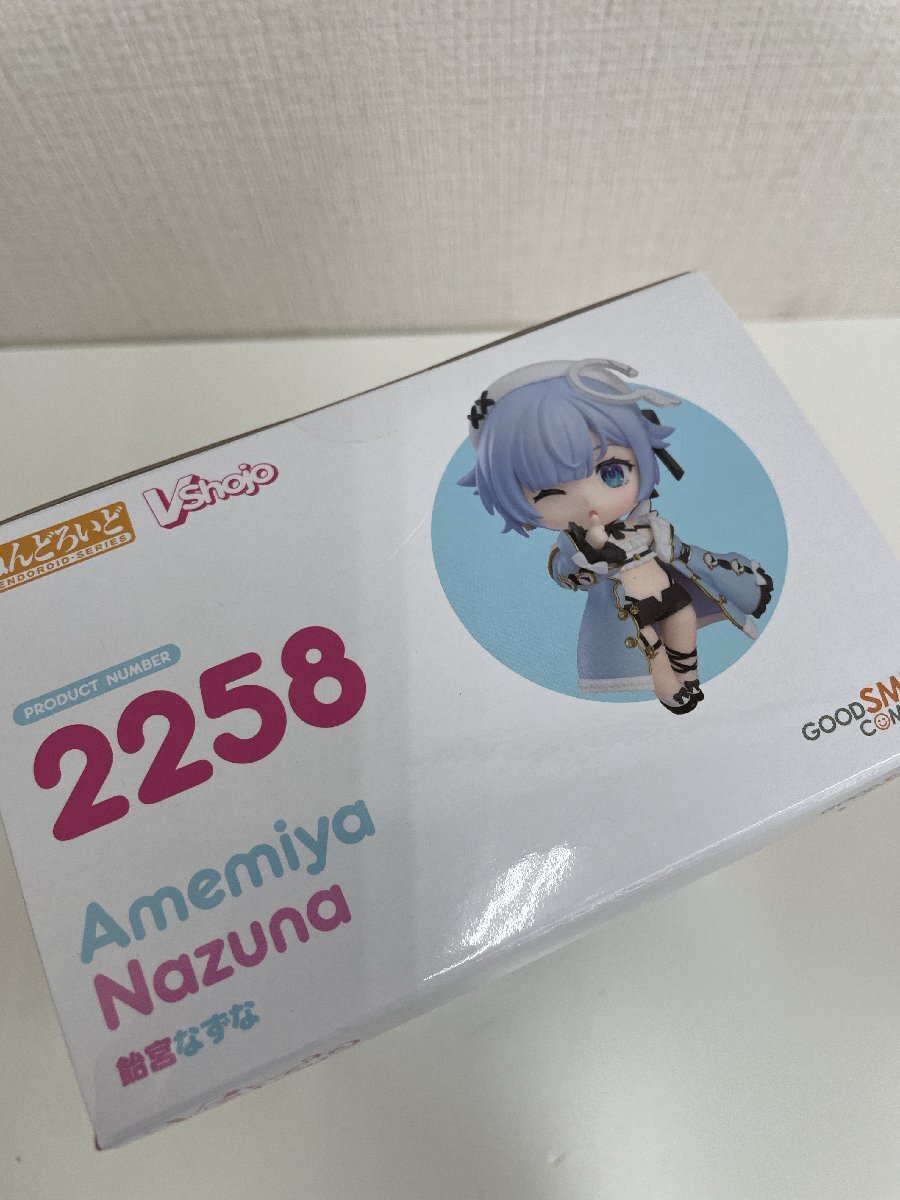 んどろいど
ENDOROID·SERIES
VShojo
PRODUCT NUMBER
2258
Amemiya
Nazuna
飴宮なずな
GOODSM
CO